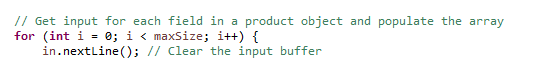 // Get input for each field in a product object and populate the array
for (int i = 0; i < maxSize; i++) {
    in.nextLine(); // Clear the input buffer